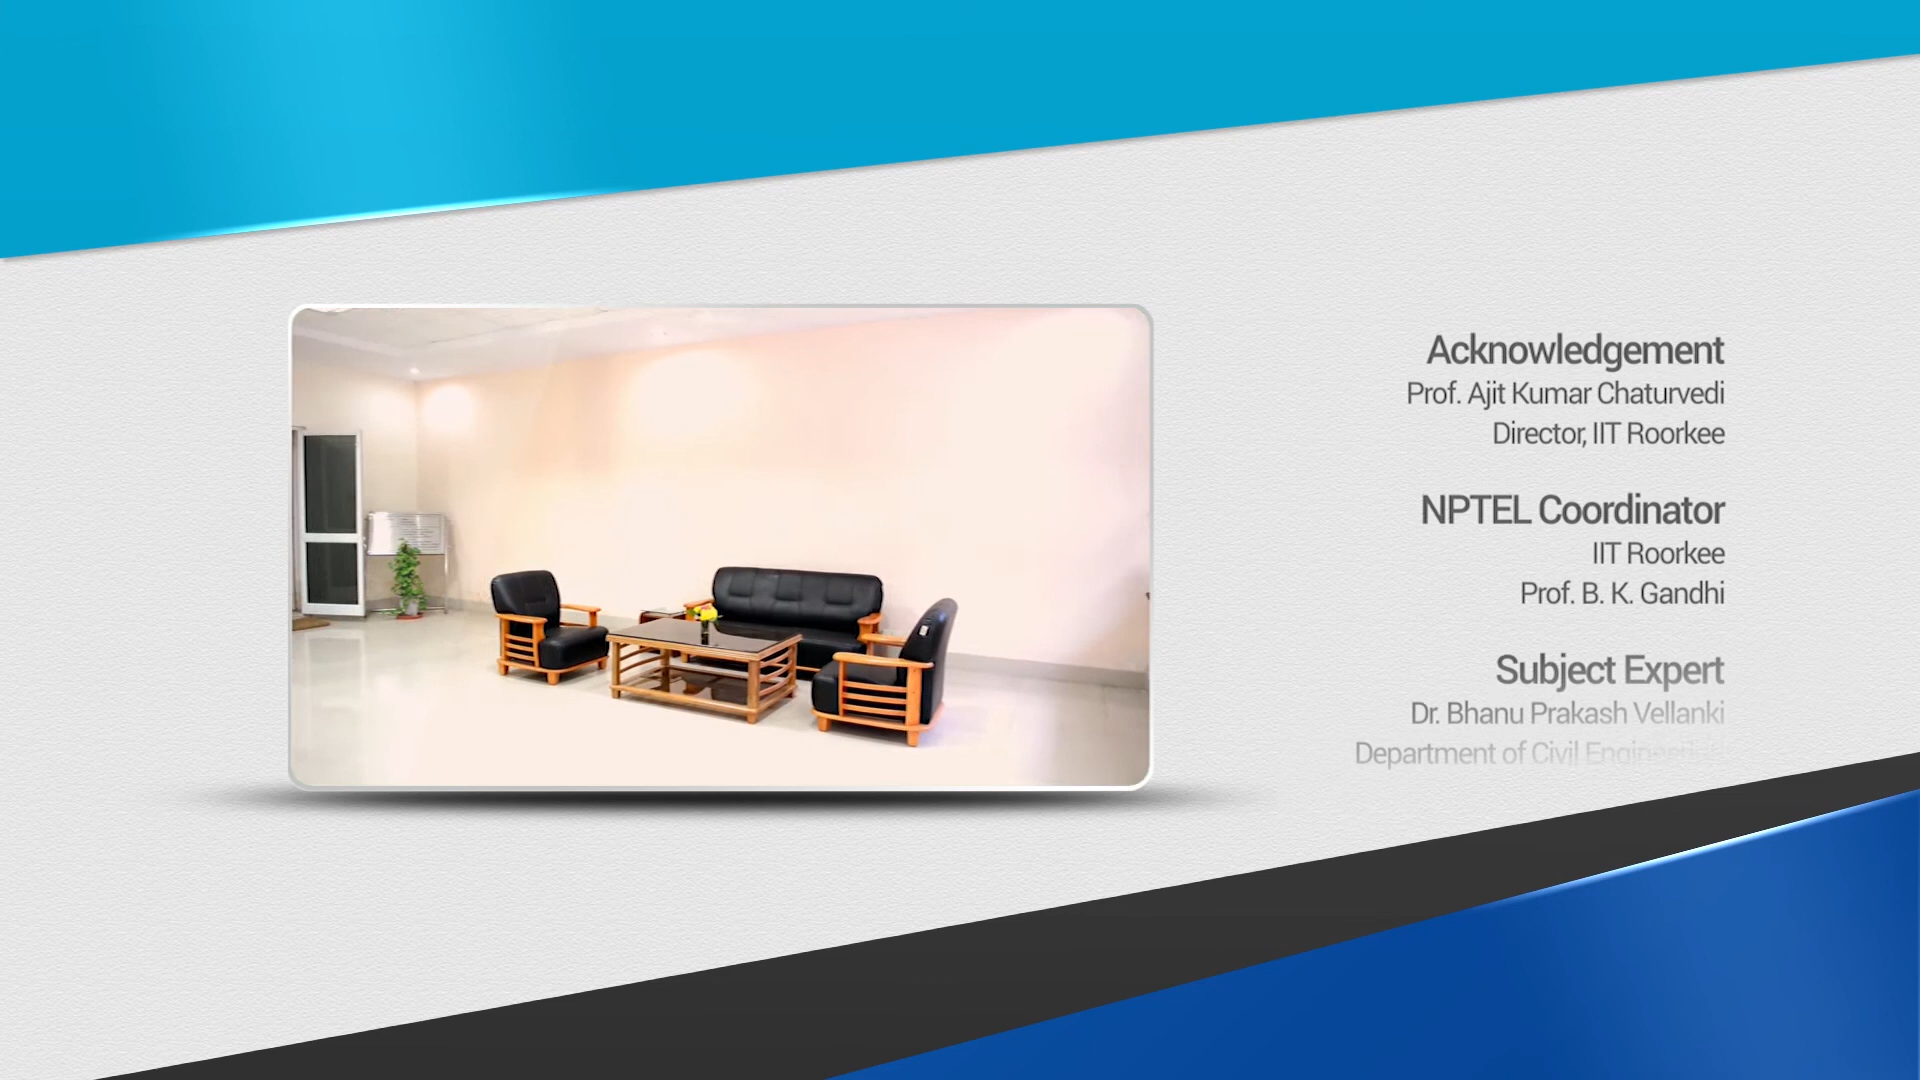 Acknowledgement
Prof. Ajit Kumar Chaturvedi
Director, IIT Roorkee
NPTEL Coordinator
IIT Roorkee
Prof. B. K. Gandhi
Subject Expert
Dr. Bhanu Prakash Vellanki
Department of Civil Engineering